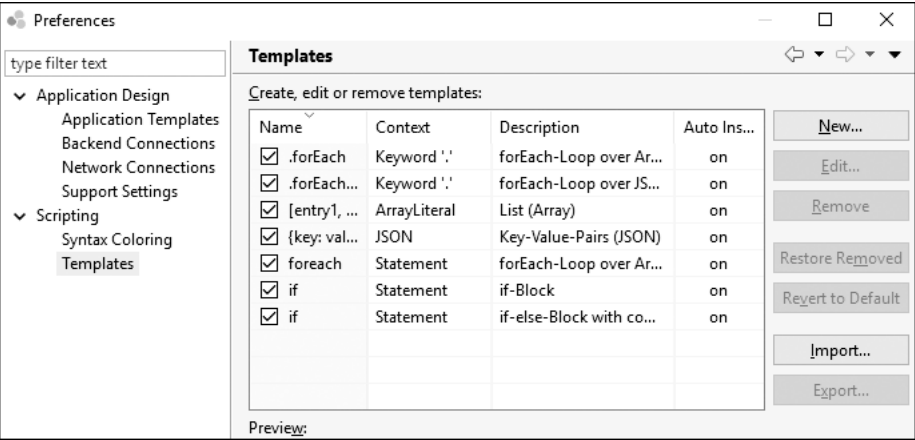 Preferences
type filter text
Application Design
Application Templates
Backend Connections
Network Connections
Support Settings
Scripting
Syntax Coloring
Templates
Templates
Create, edit or remove templates:
Name Context Description Auto Ins...
.forEach Keyword '.' forEach-Loop over Ar... on
.forEach... Keyword '.' forEach-Loop over JS... on
[entry1, ... ArrayLiteral List (Array) on
{key: val... JSON Key-Value-Pairs (JSON) on
foreach Statement forEach-Loop over Ar... on
if Statement if-Block on
if Statement if-else-Block with co... on
New...
Edit...
Remove
Restore Removed
Revert to Default
Import...
Export...
Preview: